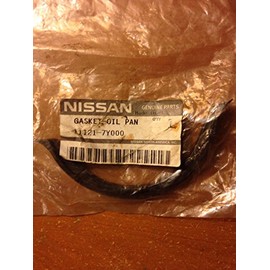 NISSAN
GENUINE PARTS
GASKET-OIL PAN
11121-7Y000